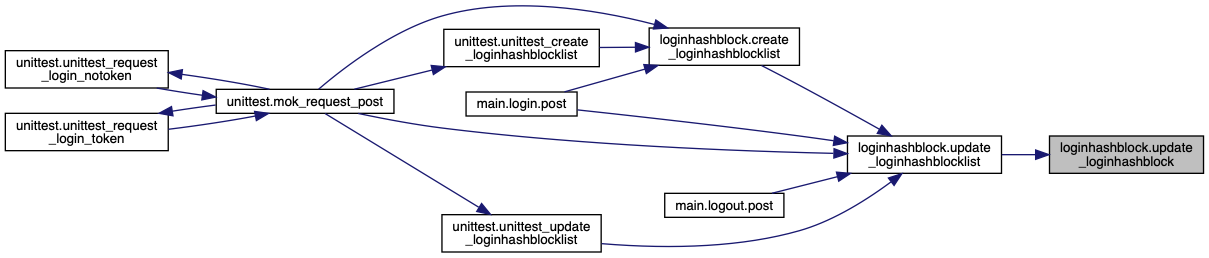 unittest.unittest_request
_login_notoken
unittest.unittest_request
_login_token
unittest.mok_request_post
unittest.unittest_create
_loginhashblocklist
main.login.post
unittest.unittest_update
_loginhashblocklist
loginhashblock.create
_loginhashblocklist
main.logout.post
loginhashblock.update
_loginhashblocklist
loginhashblock.update
_loginhashblock